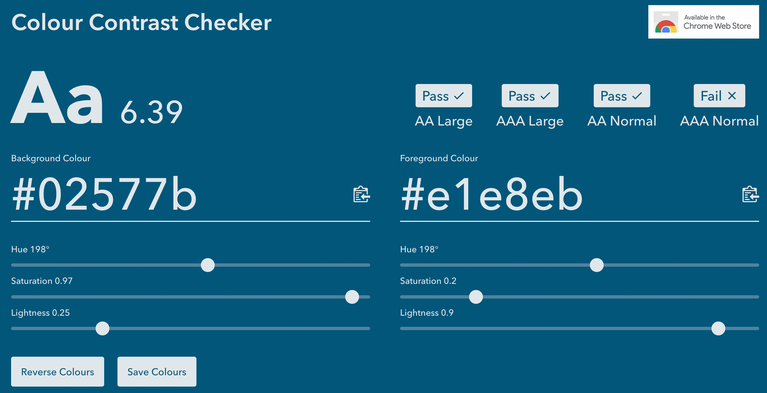 Colour Contrast Checker
Available in the
Chrome Web Store
Aa 6.39
Pass ✓ Pass ✓ Pass ✓ Fail ✕
AA Large AAA Large AA Normal AAA Normal
Background Colour
#02577b
Hue 198°
Saturation 0.97
Lightness 0.25
Foreground Colour
#e1e8eb
Hue 198°
Saturation 0.2
Lightness 0.9
Reverse Colours
Save Colours